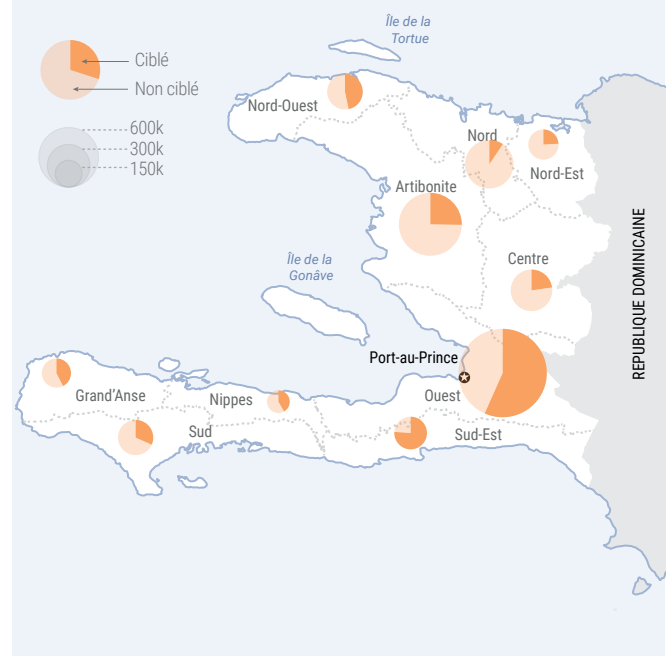 Île de la
Tortue
Ciblé
Non ciblé
Nord-Ouest
600k
300k
150k
Nord
Nord-Est
Artibonite
Île de la
Gonâve
Centre
REPUBLIQUE DOMINICAINE
Port-au-Prince
Ouest
Grand'Anse
Nippes
Sud
Sud-Est